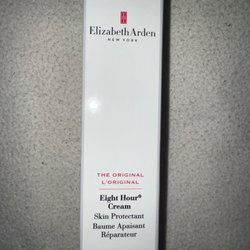 Elizabeth Arden
NEW YORK
THE ORIGINAL
L'ORIGINAL
Eight Hour®
Cream
Skin Protectant
Baume Apaisant
Réparateur